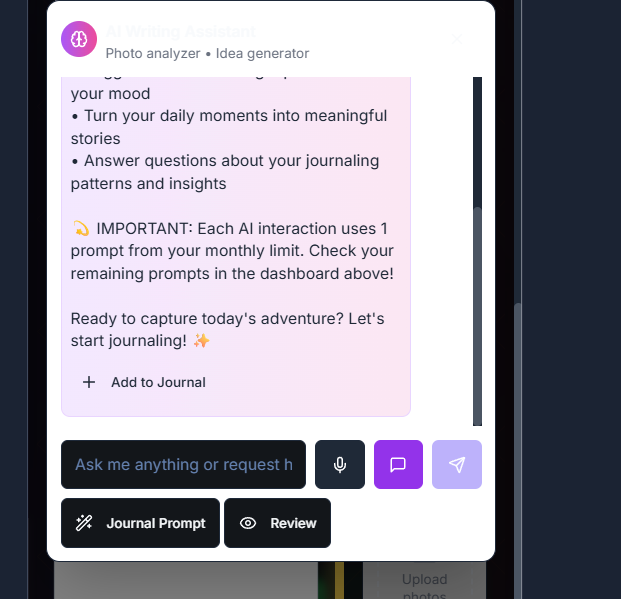 AI Writing Assistant
Photo analyzer • Idea generator
your mood
• Turn your daily moments into meaningful
stories
• Answer questions about your journaling
patterns and insights
💫 IMPORTANT: Each AI interaction uses 1
prompt from your monthly limit. Check your
remaining prompts in the dashboard above!
Ready to capture today's adventure? Let's
start journaling! ✨
+ Add to Journal
Ask me anything or request h
Journal Prompt
Review
Upload
photos